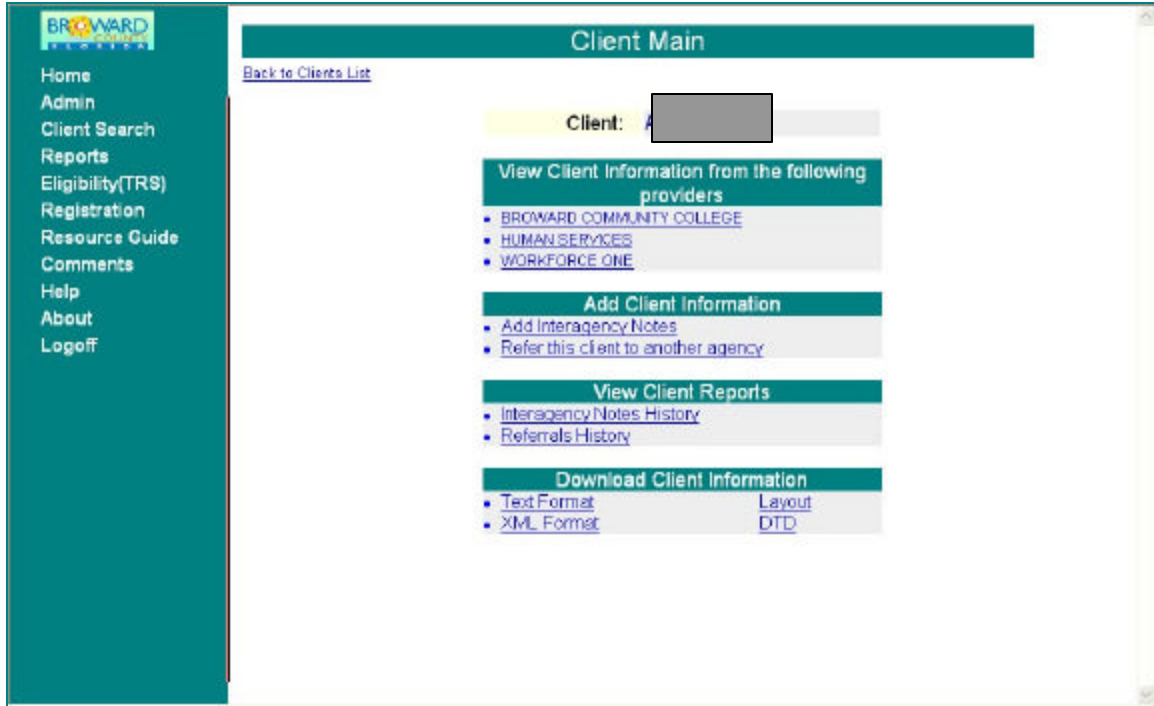 BROWARD
COUNTY
FLORIDA
Home
Admin
Client Search
Reports
Eligibility(TRS)
Registration
Resource Guide
Comments
Help
About
Logoff
Client Main
Back to Clients List
Client: A
View Client Information from the following
providers
BROWARD COMMUNITY COLLEGE
HUMAN SERVICES
WORKFORCE ONE
Add Client Information
Add Interagency Notes
Refer this client to another agency
View Client Reports
Interagency Notes History
Referrals History
Download Client Information
Text Format Layout
XML Format DTD